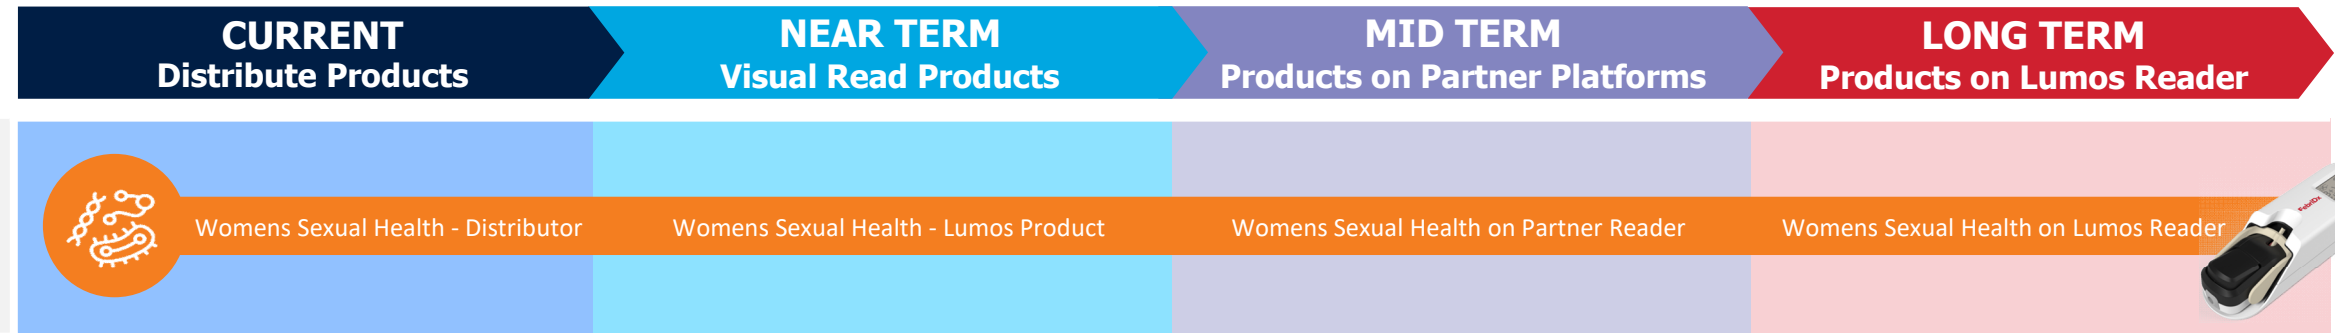 CURRENT
Distribute Products
NEAR TERM
Visual Read Products
MID TERM
Products on Partner Platforms
LONG TERM
Products on Lumos Reader
Womens Sexual Health - Distributor
Womens Sexual Health - Lumos Product
Womens Sexual Health on Partner Reader
Womens Sexual Health on Lumos Reader
FebriDx